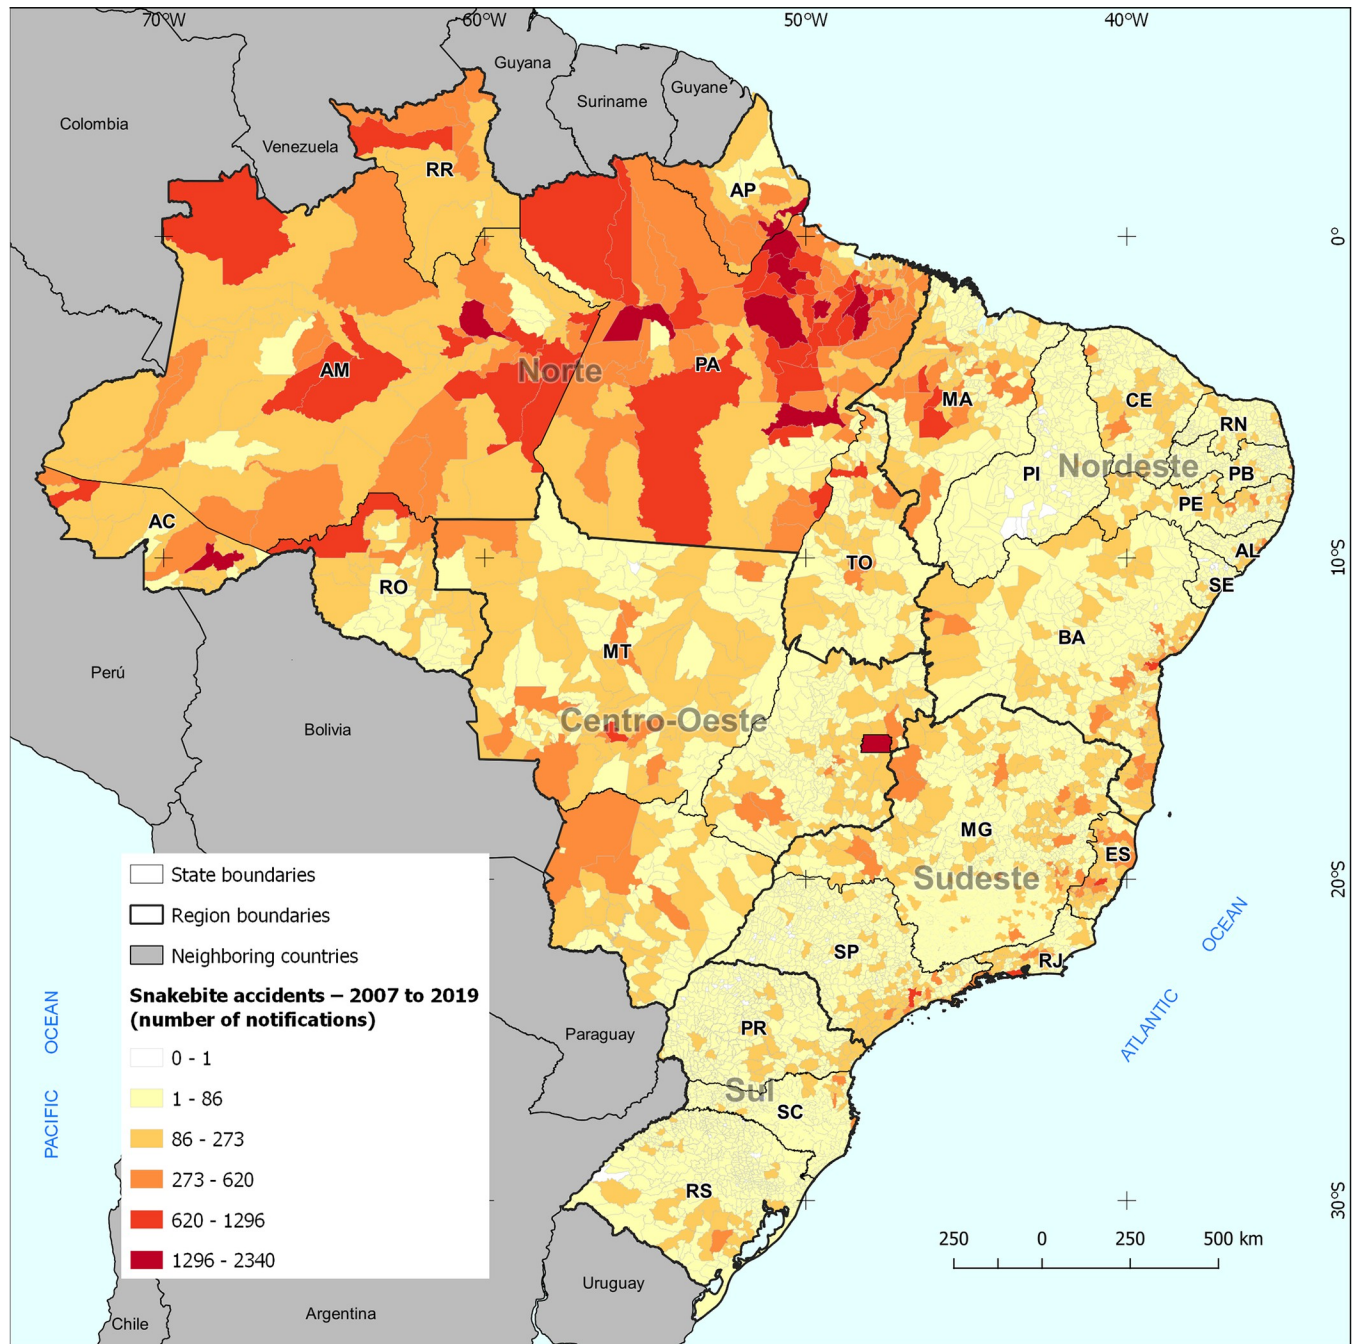 70°W
60°W
50°W
40°W
Guyana
Suriname
Guyane
Colombia
Venezuela
RR
AP
0°
AM
Norte
PA
MA
CE
RN
Nordeste
PI
PB
PE
AC
AL
10°S
TO
SE
RO
BA
MT
Perú
Centro-Oeste
Bolivia
MG
ES
Sudeste
20°S
State boundaries
Region boundaries
Neighboring countries
SP
RJ
ATLANTIC OCEAN
PACIFIC OCEAN
Snakebite accidents – 2007 to 2019
(number of notifications)
0 - 1
1 - 86
86 - 273
273 - 620
620 - 1296
1296 - 2340
Paraguay
PR
Sul
SC
RS
30°S
250 0 250 500 km
Uruguay
Argentina
Chile